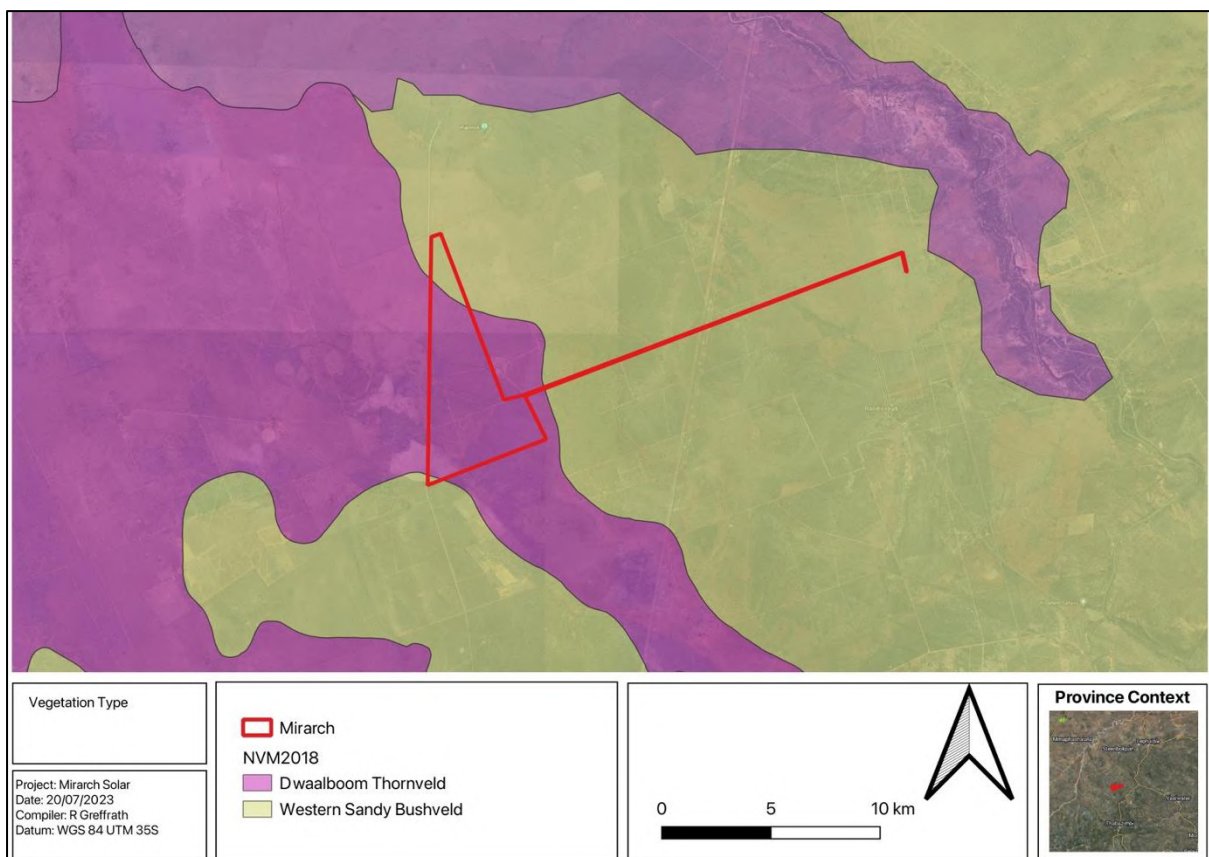 Vegetation Type
Project: Mirarch Solar
Date: 20/07/2023
Compiler: R Greffrath
Datum: WGS 84 UTM 35S
Mirarch
NVM2018
Dwaalboom Thornveld
Western Sandy Bushveld
0 5 10 km
Province Context
Thabazimbi